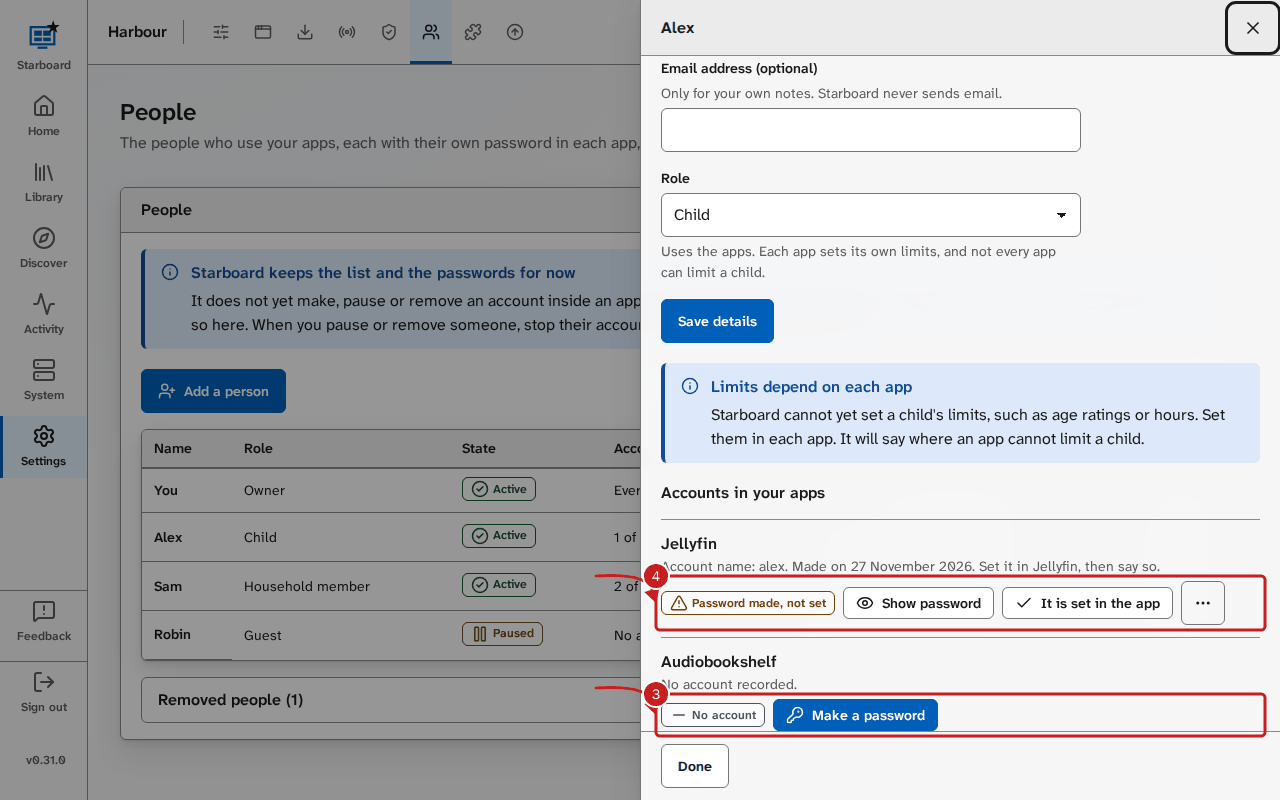 Starboard
Home
Library
Discover
Activity
System
Settings
Feedback
Sign out
v0.31.0
Harbour
People
The people who use your apps, each with their own password in each app,
People
Starboard keeps the list and the passwords for now
It does not yet make, pause or remove an account inside an app
so here. When you pause or remove someone, stop their accou
Add a person
Name Role State Acco
You Owner Active Ever
Alex Child Active 1 of
Sam Household member Active 2 of
Robin Guest Paused No a
Removed people (1)
Alex
Email address (optional)
Only for your own notes. Starboard never sends email.
Role
Child
Uses the apps. Each app sets its own limits, and not every app
can limit a child.
Save details
Limits depend on each app
Starboard cannot yet set a child's limits, such as age ratings or hours. Set
them in each app. It will say where an app cannot limit a child.
Accounts in your apps
Jellyfin
Account name: alex. Made on 27 November 2026. Set it in Jellyfin, then say so.
4
Password made, not set Show password It is set in the app
Audiobookshelf
No account recorded.
3
No account Make a password
Done